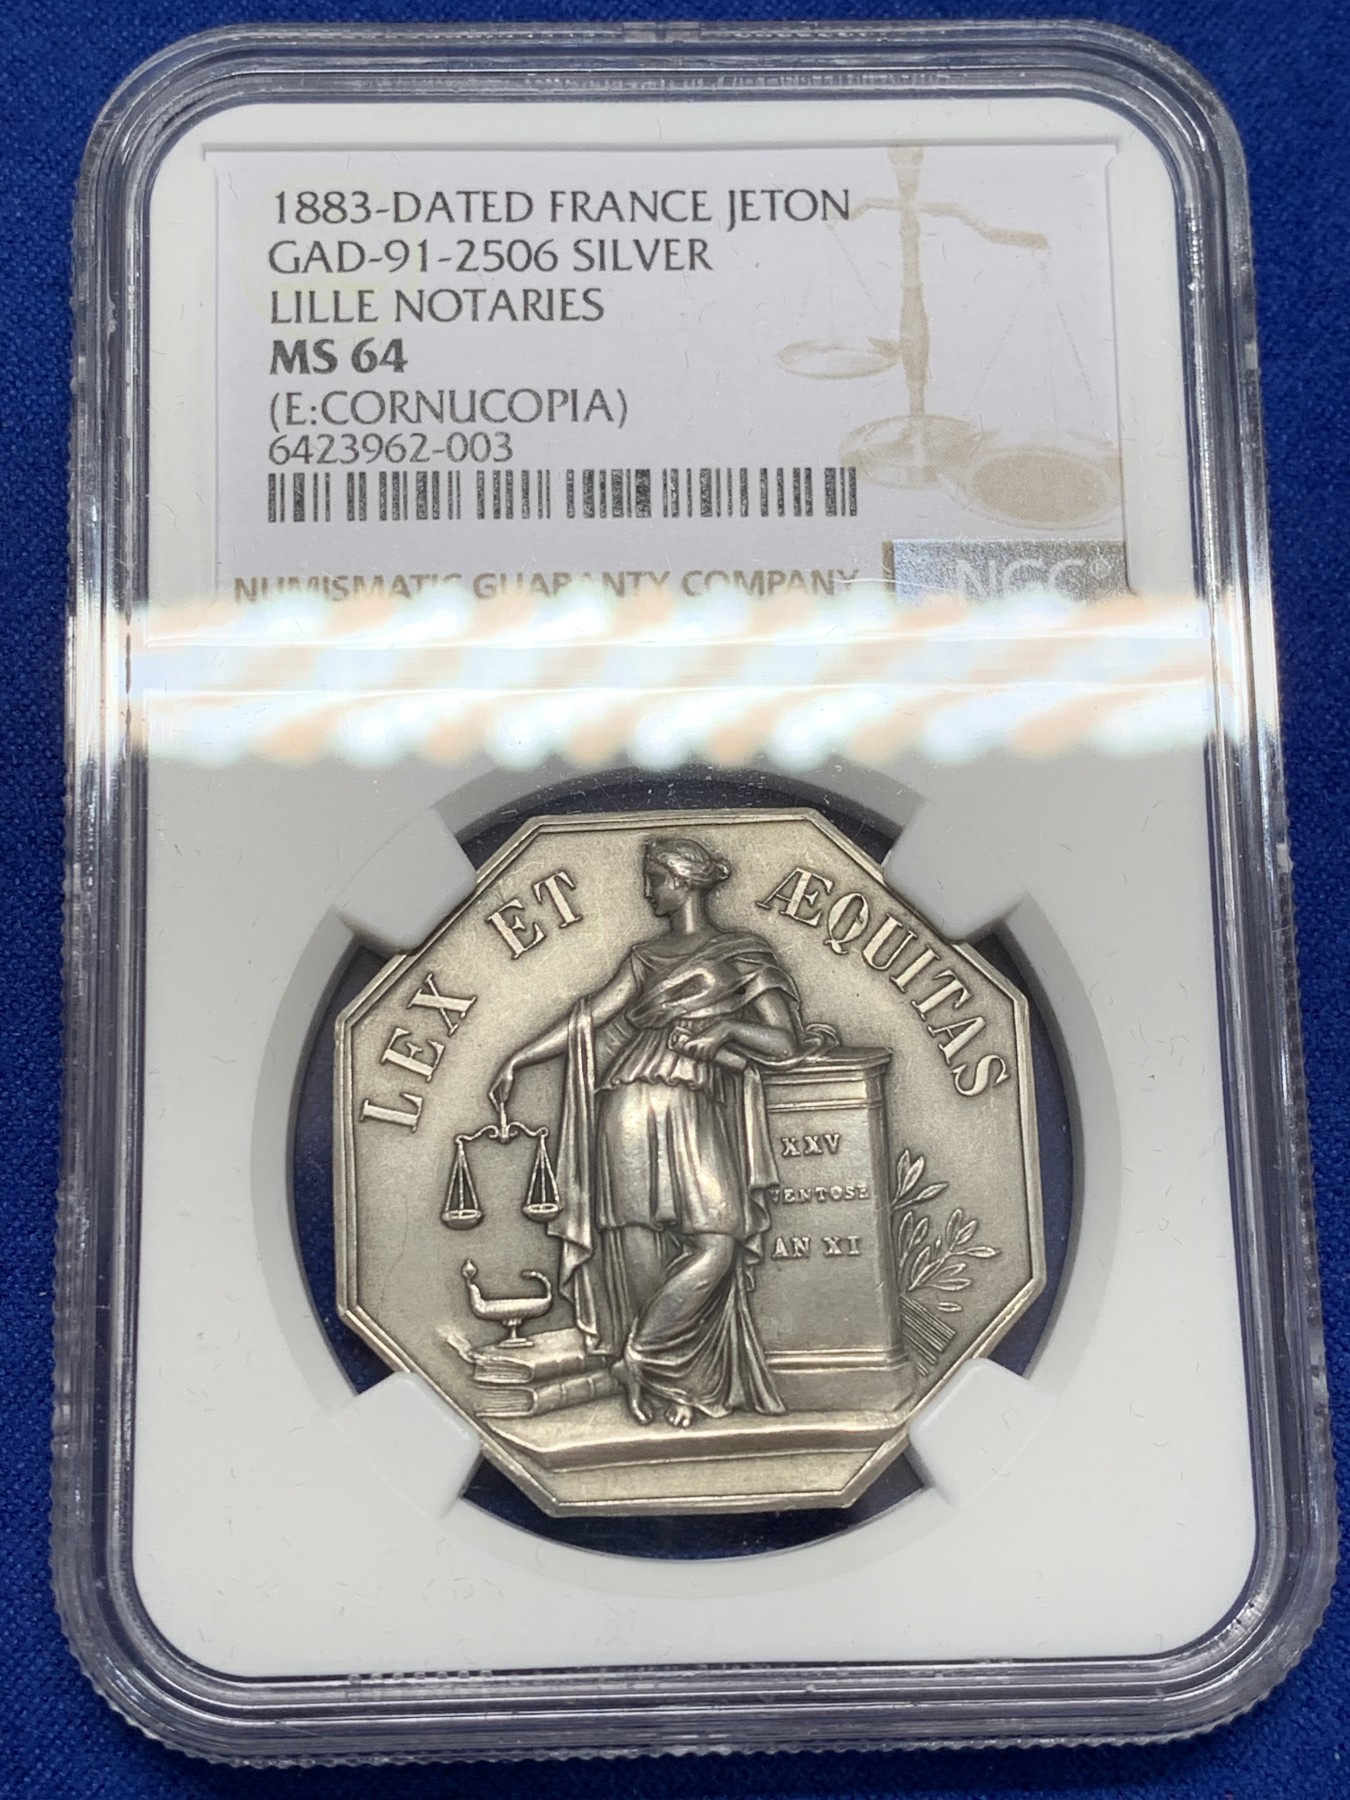 1883-DATED FRANCE JETON
GAD-91-2506 SILVER
LILLE NOTARIES
MS 64
(E:CORNUCOPIA)
6423962-003
NUMISMATIC GUARANTY COMPANY
NGC®
LEX ET ÆQUITAS
XXV
VENTOSE
AN XI